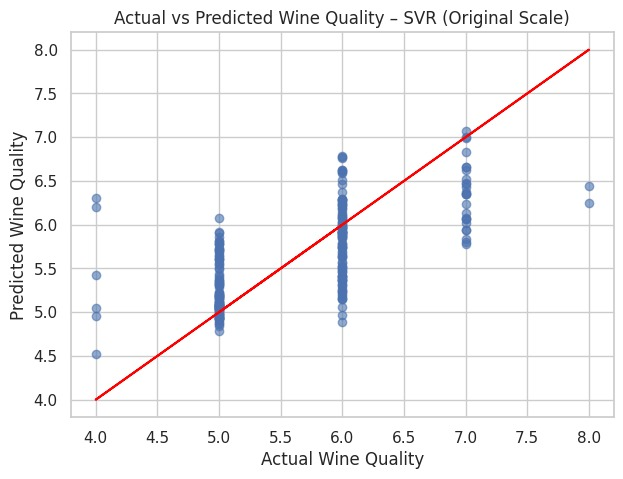 Actual vs Predicted Wine Quality – SVR (Original Scale)
8.0
7.5
7.0
6.5
6.0
5.5
5.0
4.5
4.0
Predicted Wine Quality
4.0 4.5 5.0 5.5 6.0 6.5 7.0 7.5 8.0
Actual Wine Quality